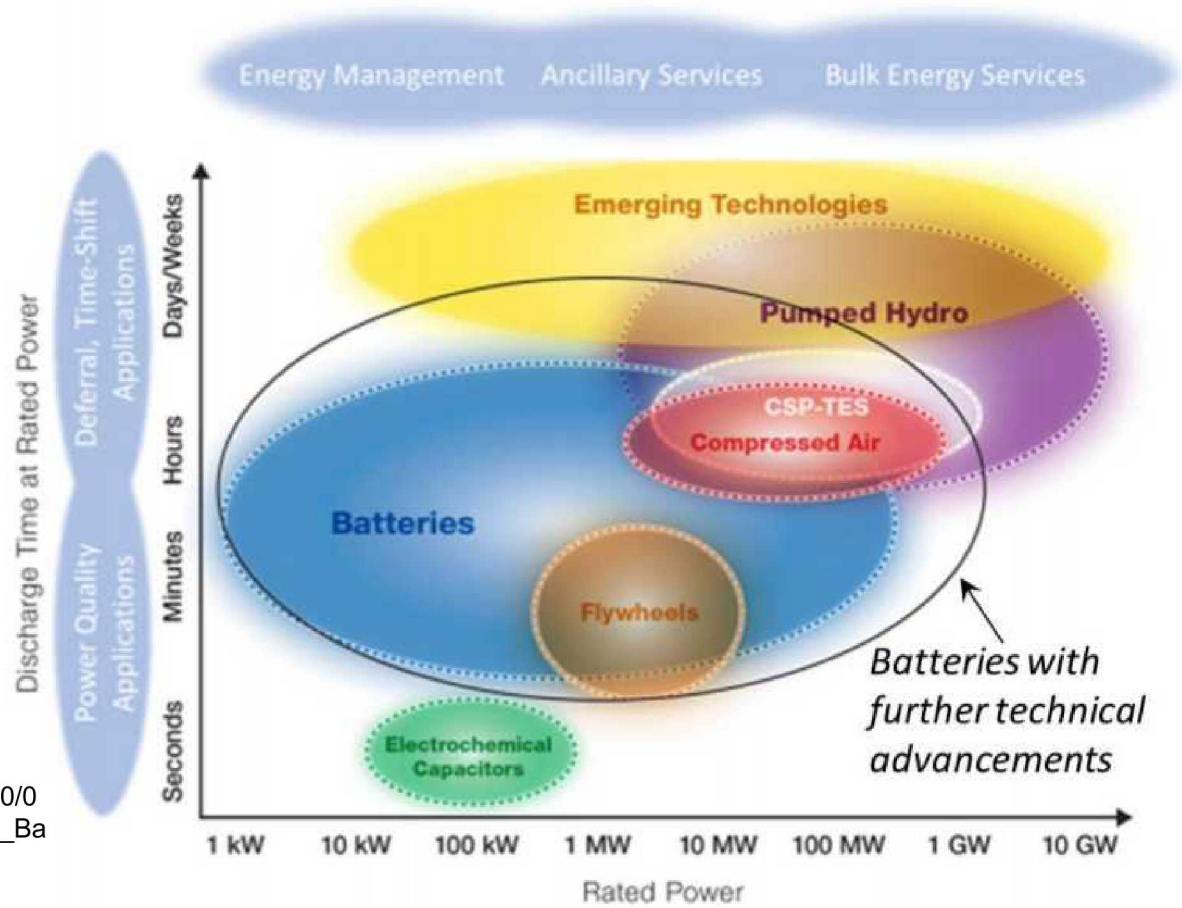 Energy Management
Ancillary Services
Bulk Energy Services
Discharge Time at Rated Power
Deferral, Time-Shift
Applications
Power Quality
Applications
Days/Weeks
Hours
Minutes
Seconds
Emerging Technologies
Pumped Hydro
CSP-TES
Compressed Air
Batteries
Flywheels
Electrochemical
Capacitors
Batteries with
further technical
advancements
0/0
_Ba
1 kW
10 kW
100 kW
1 MW
10 MW
100 MW
1 GW
10 GW
Rated Power